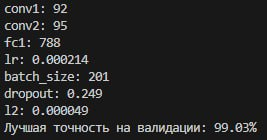 conv1: 92
conv2: 95
fc1: 788
lr: 0.000214
batch_size: 201
dropout: 0.249
l2: 0.000049
Лучшая точность на валидации: 99.03%